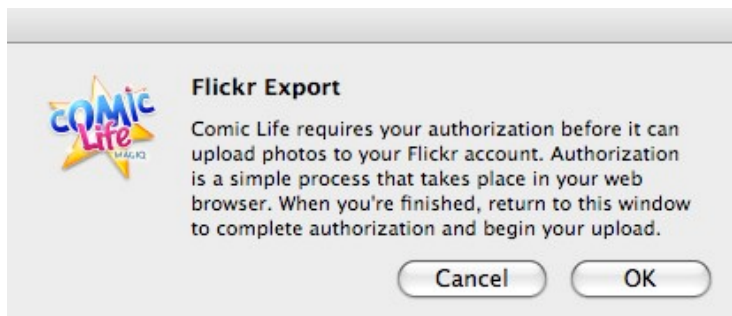 COMIC
Life
MAGIQ
Flickr Export
Comic Life requires your authorization before it can
upload photos to your Flickr account. Authorization
is a simple process that takes place in your web
browser. When you're finished, return to this window
to complete authorization and begin your upload.
Cancel OK